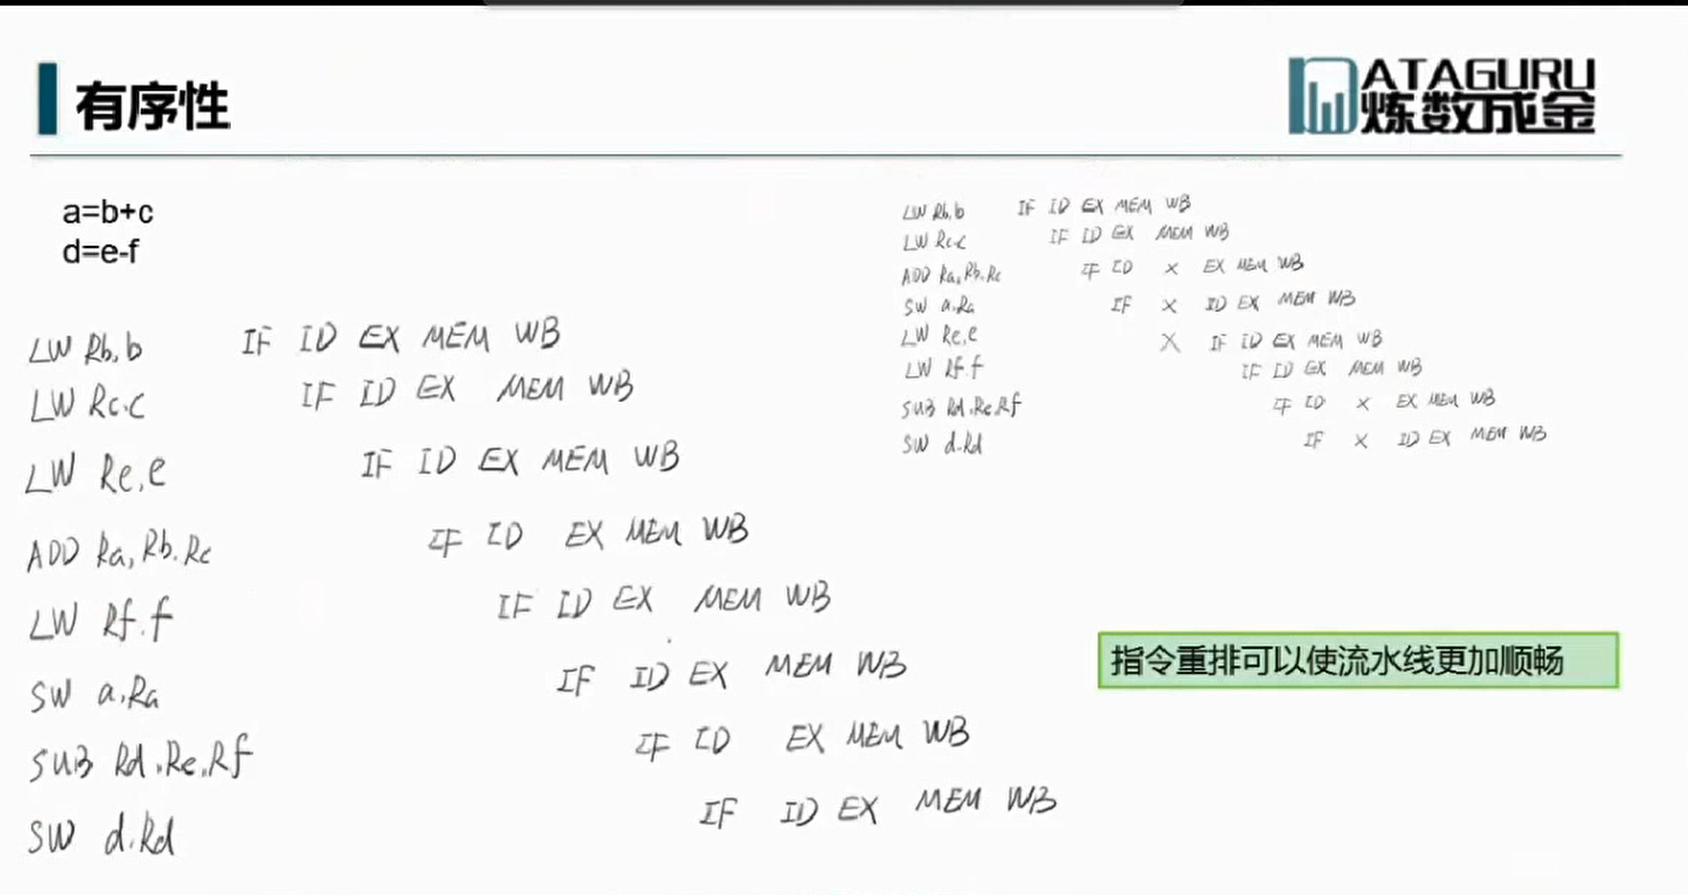 有序性
DATAGURU
炼数成金
a=b+c
d=e-f
LW Rb,b IF ID EX MEM WB
LW Rc.c IF ID EX MEM WB
LW Re,e IF ID EX MEM WB
ADD Ra,Rb.Rc IF ID EX MEM WB
LW Rf.f IF ID EX MEM WB
SW a,Ra IF ID EX MEM WB
SUB Rd,Re,Rf IF ID EX MEM WB
SW d.Rd IF ID EX MEM WB
LW Rb,b IF ID EX MEM WB
LW Rc.c IF ID EX MEM WB
ADD Ra,Rb.Rc IF ID X EX MEM WB
SW a,Ra IF X ID EX MEM WB
LW Re,e X IF ID EX MEM WB
LW Rf.f IF ID EX MEM WB
SUB Rd,Re,Rf IF ID X EX MEM WB
SW d.Rd IF X ID EX MEM WB
指令重排可以使流水线更加顺畅